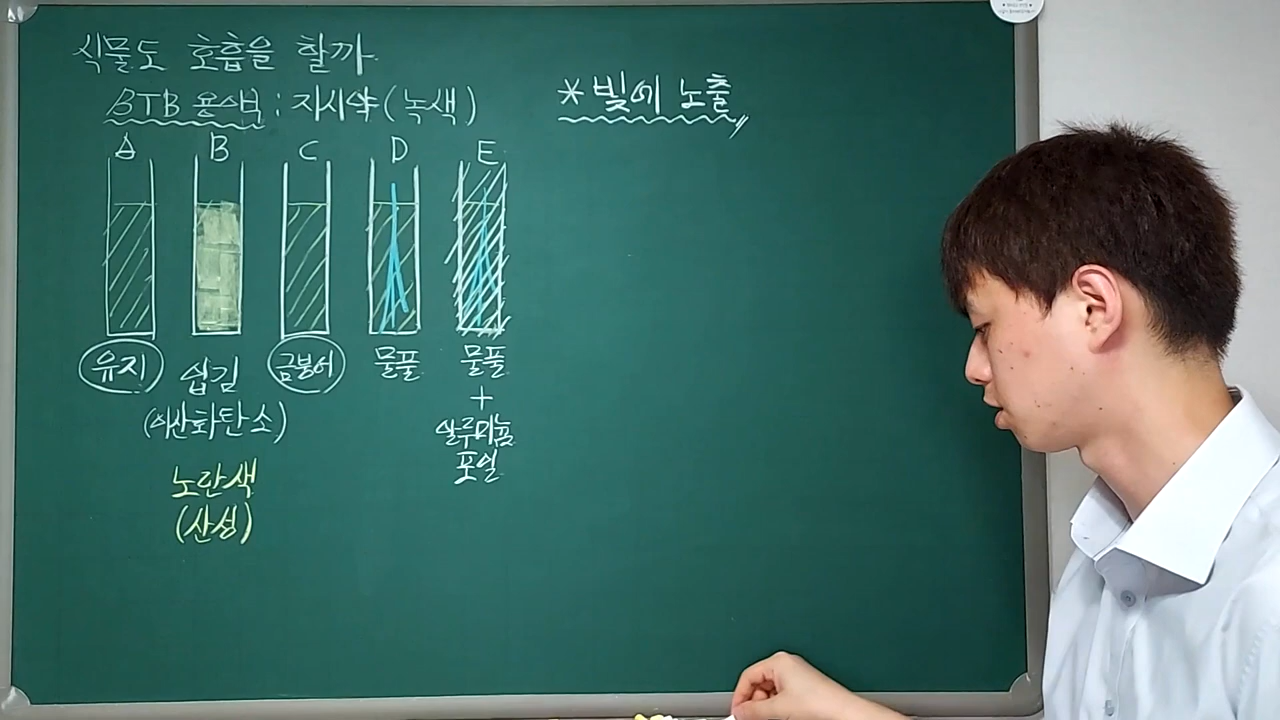 식물도 호흡을 할까
BTB 용액 : 지시약 (녹색)
* 빛에 노출
A B C D E
유지 쉽김 금붕어 물풀 물풀
(이산화탄소) +
알루미늄
포일
노란색
(산성)